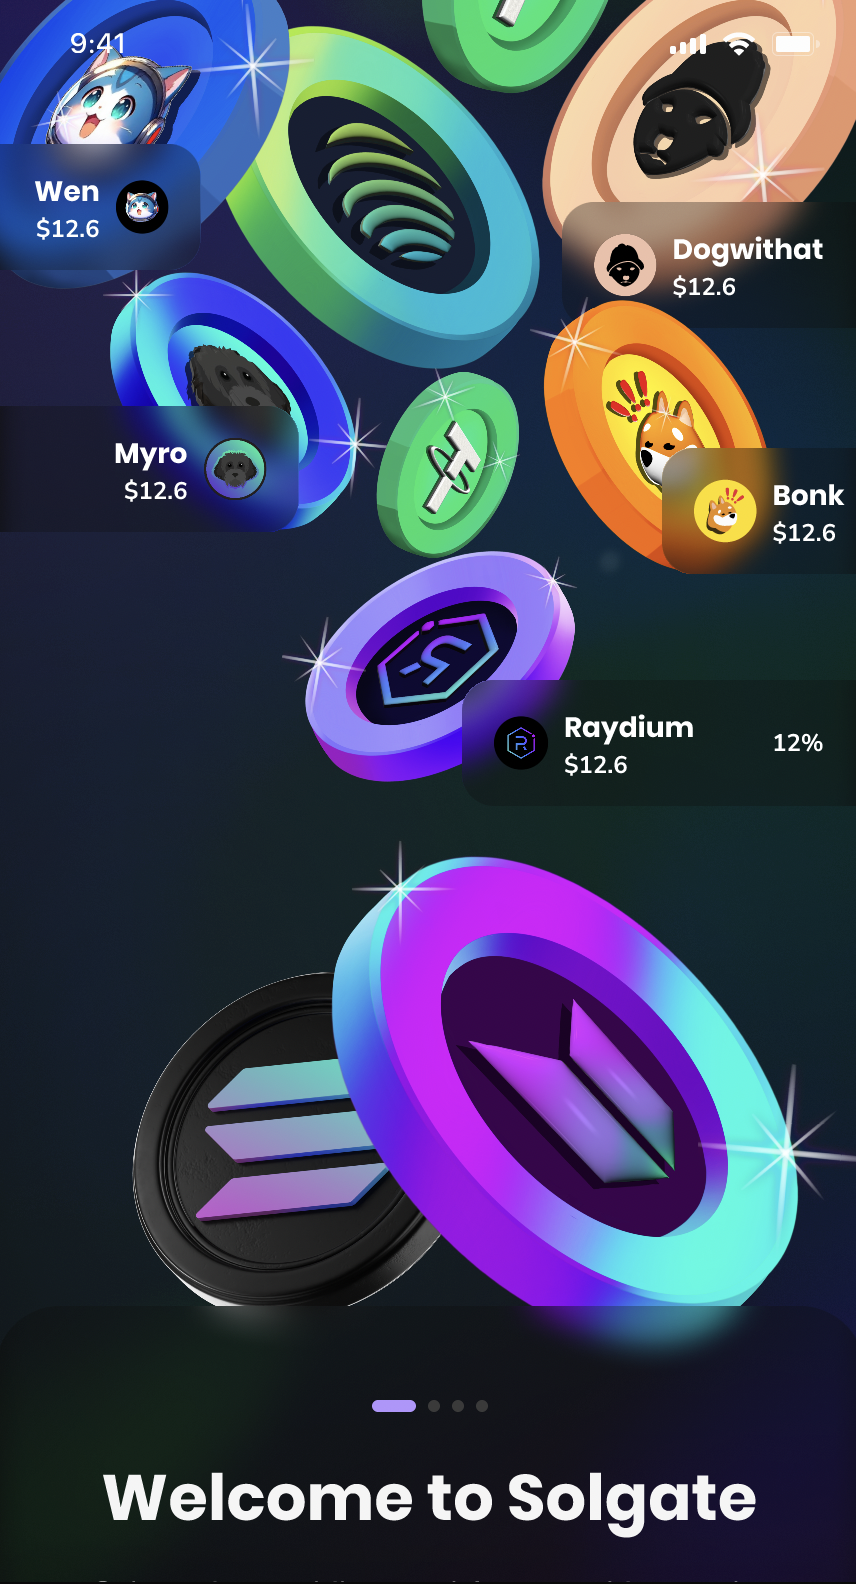 9:41
Wen
$12.6
Dogwithat
$12.6
Myro
$12.6
Bonk
$12.6
Raydium
$12.6
12%
Welcome to Solgate